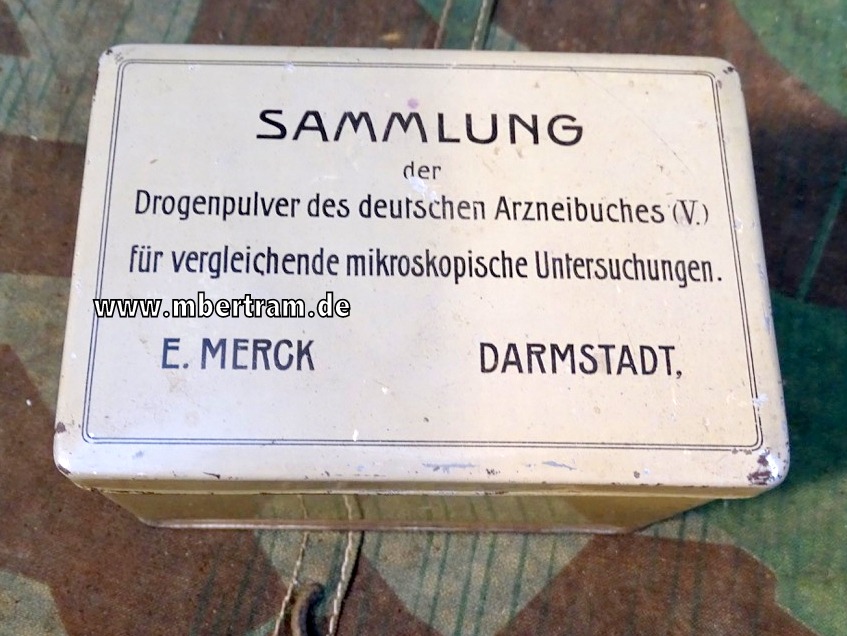 SAMMLUNG
der
Drogenpulver des deutschen Arzneibuches (V.)
für vergleichende mikroskopische Untersuchungen.
www.mbertram.de
E. MERCK DARMSTADT,